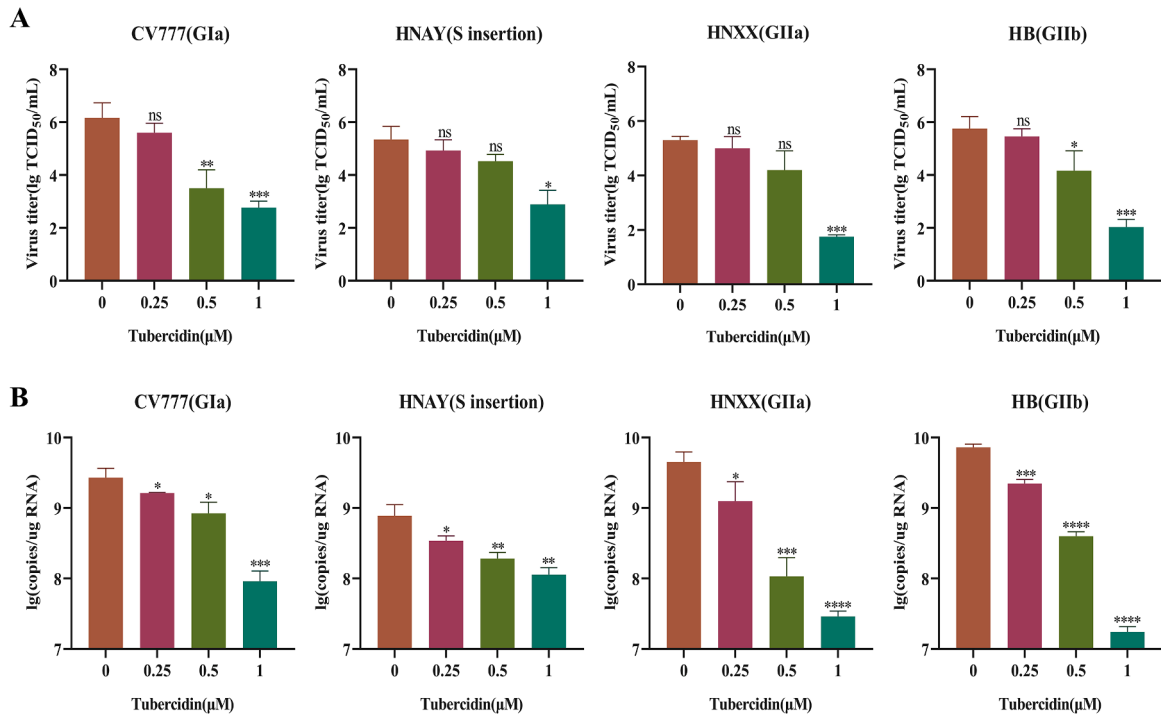 A
CV777(GIa)
Virus titer(lg TCID50/mL)
8
6
4
2
0
ns
**
***
0 0.25 0.5 1
Tubercidin(μM)
HNAY(S insertion)
Virus titer(lg TCID50/mL)
8
6
4
2
0
ns
ns
*
0 0.25 0.5 1
Tubercidin(μM)
HNXX(GIIa)
Virus titer(lg TCID50/mL)
8
6
4
2
0
ns
ns
***
0 0.25 0.5 1
Tubercidin(μM)
HB(GIIb)
Virus titer(lg TCID50/mL)
8
6
4
2
0
ns
*
***
0 0.25 0.5 1
Tubercidin(μM)
B
CV777(GIa)
lg(copies/ug RNA)
10
9
8
7
*
*
***
0 0.25 0.5 1
Tubercidin(μM)
HNAY(S insertion)
lg(copies/ug RNA)
10
9
8
7
*
**
**
0 0.25 0.5 1
Tubercidin(μM)
HNXX(GIIa)
lg(copies/ug RNA)
10
9
8
7
*
***
****
0 0.25 0.5 1
Tubercidin(μM)
HB(GIIb)
lg(copies/ug RNA)
10
9
8
7
***
****
****
0 0.25 0.5 1
Tubercidin(μM)